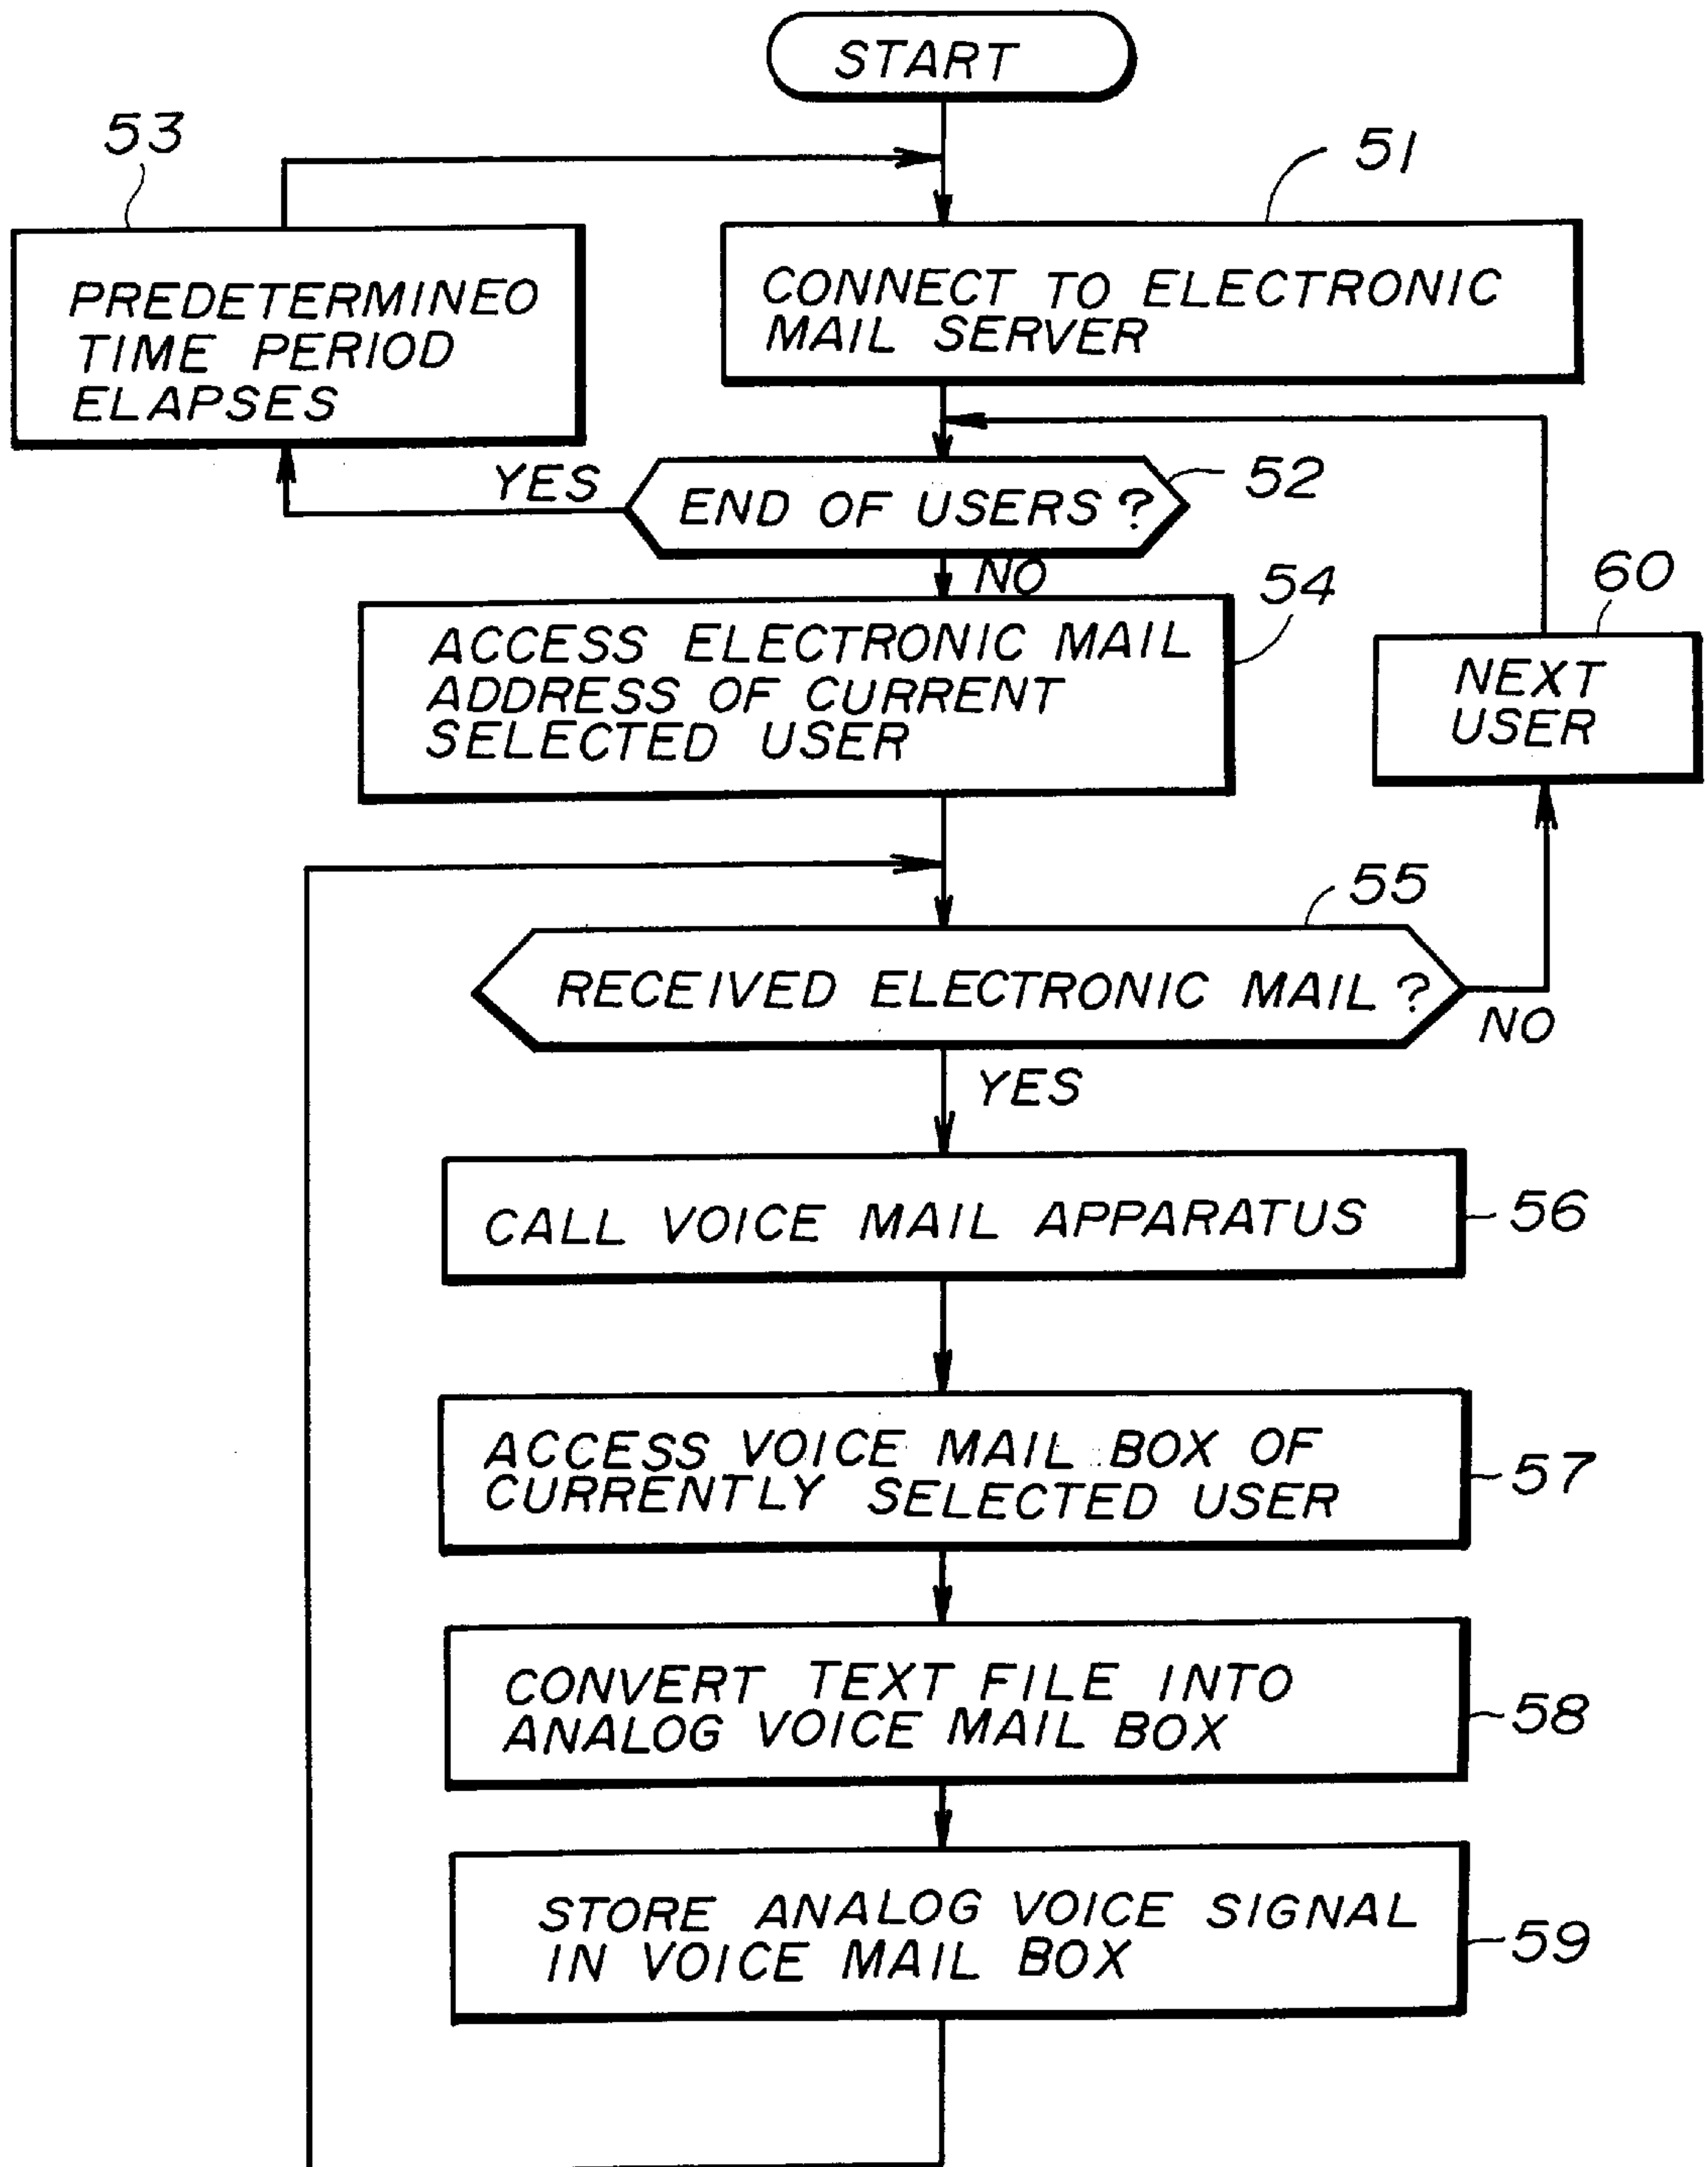 START
53
51
PREDETERMINEO
TIME PERIOD
ELAPSES
CONNECT TO ELECTRONIC
MAIL SERVER
YES
END OF USERS?
52
NO
54
60
ACCESS ELECTRONIC MAIL
ADDRESS OF CURRENT
SELECTED USER
NEXT
USER
55
RECEIVED ELECTRONIC MAIL?
NO
YES
CALL VOICE MAIL APPARATUS
56
ACCESS VOICE MAIL BOX OF
CURRENTLY SELECTED USER
57
CONVERT TEXT FILE INTO
ANALOG VOICE MAIL BOX
58
STORE ANALOG VOICE SIGNAL
IN VOICE MAIL BOX
59